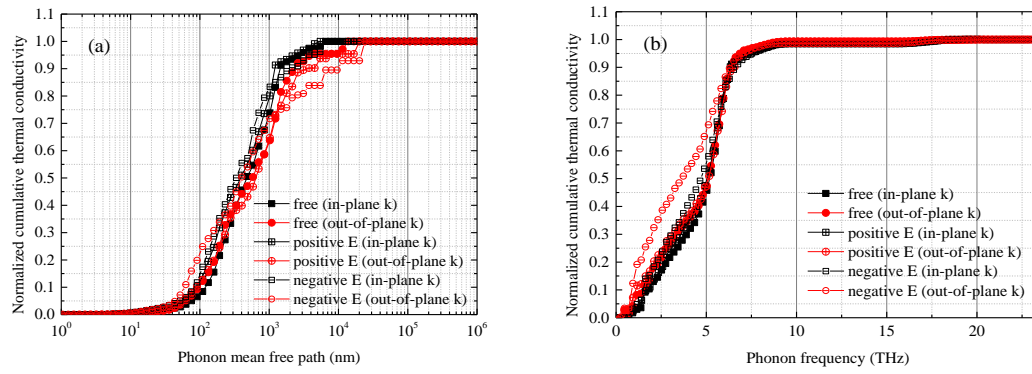 (a)
Normalized cumulative thermal conductivity
1.1
1.0
0.9
0.8
0.7
0.6
0.5
0.4
0.3
0.2
0.1
0.0
free (in-plane k)
free (out-of-plane k)
positive E (in-plane k)
positive E (out-of-plane k)
negative E (in-plane k)
negative E (out-of-plane k)
10^0 10^1 10^2 10^3 10^4 10^5 10^6
Phonon mean free path (nm)
(b)
Normalized cumulative thermal conductivity
1.1
1.0
0.9
0.8
0.7
0.6
0.5
0.4
0.3
0.2
0.1
0.0
free (in-plane k)
free (out-of-plane k)
positive E (in-plane k)
positive E (out-of-plane k)
negative E (in-plane k)
negative E (out-of-plane k)
0 5 10 15 20
Phonon frequency (THz)